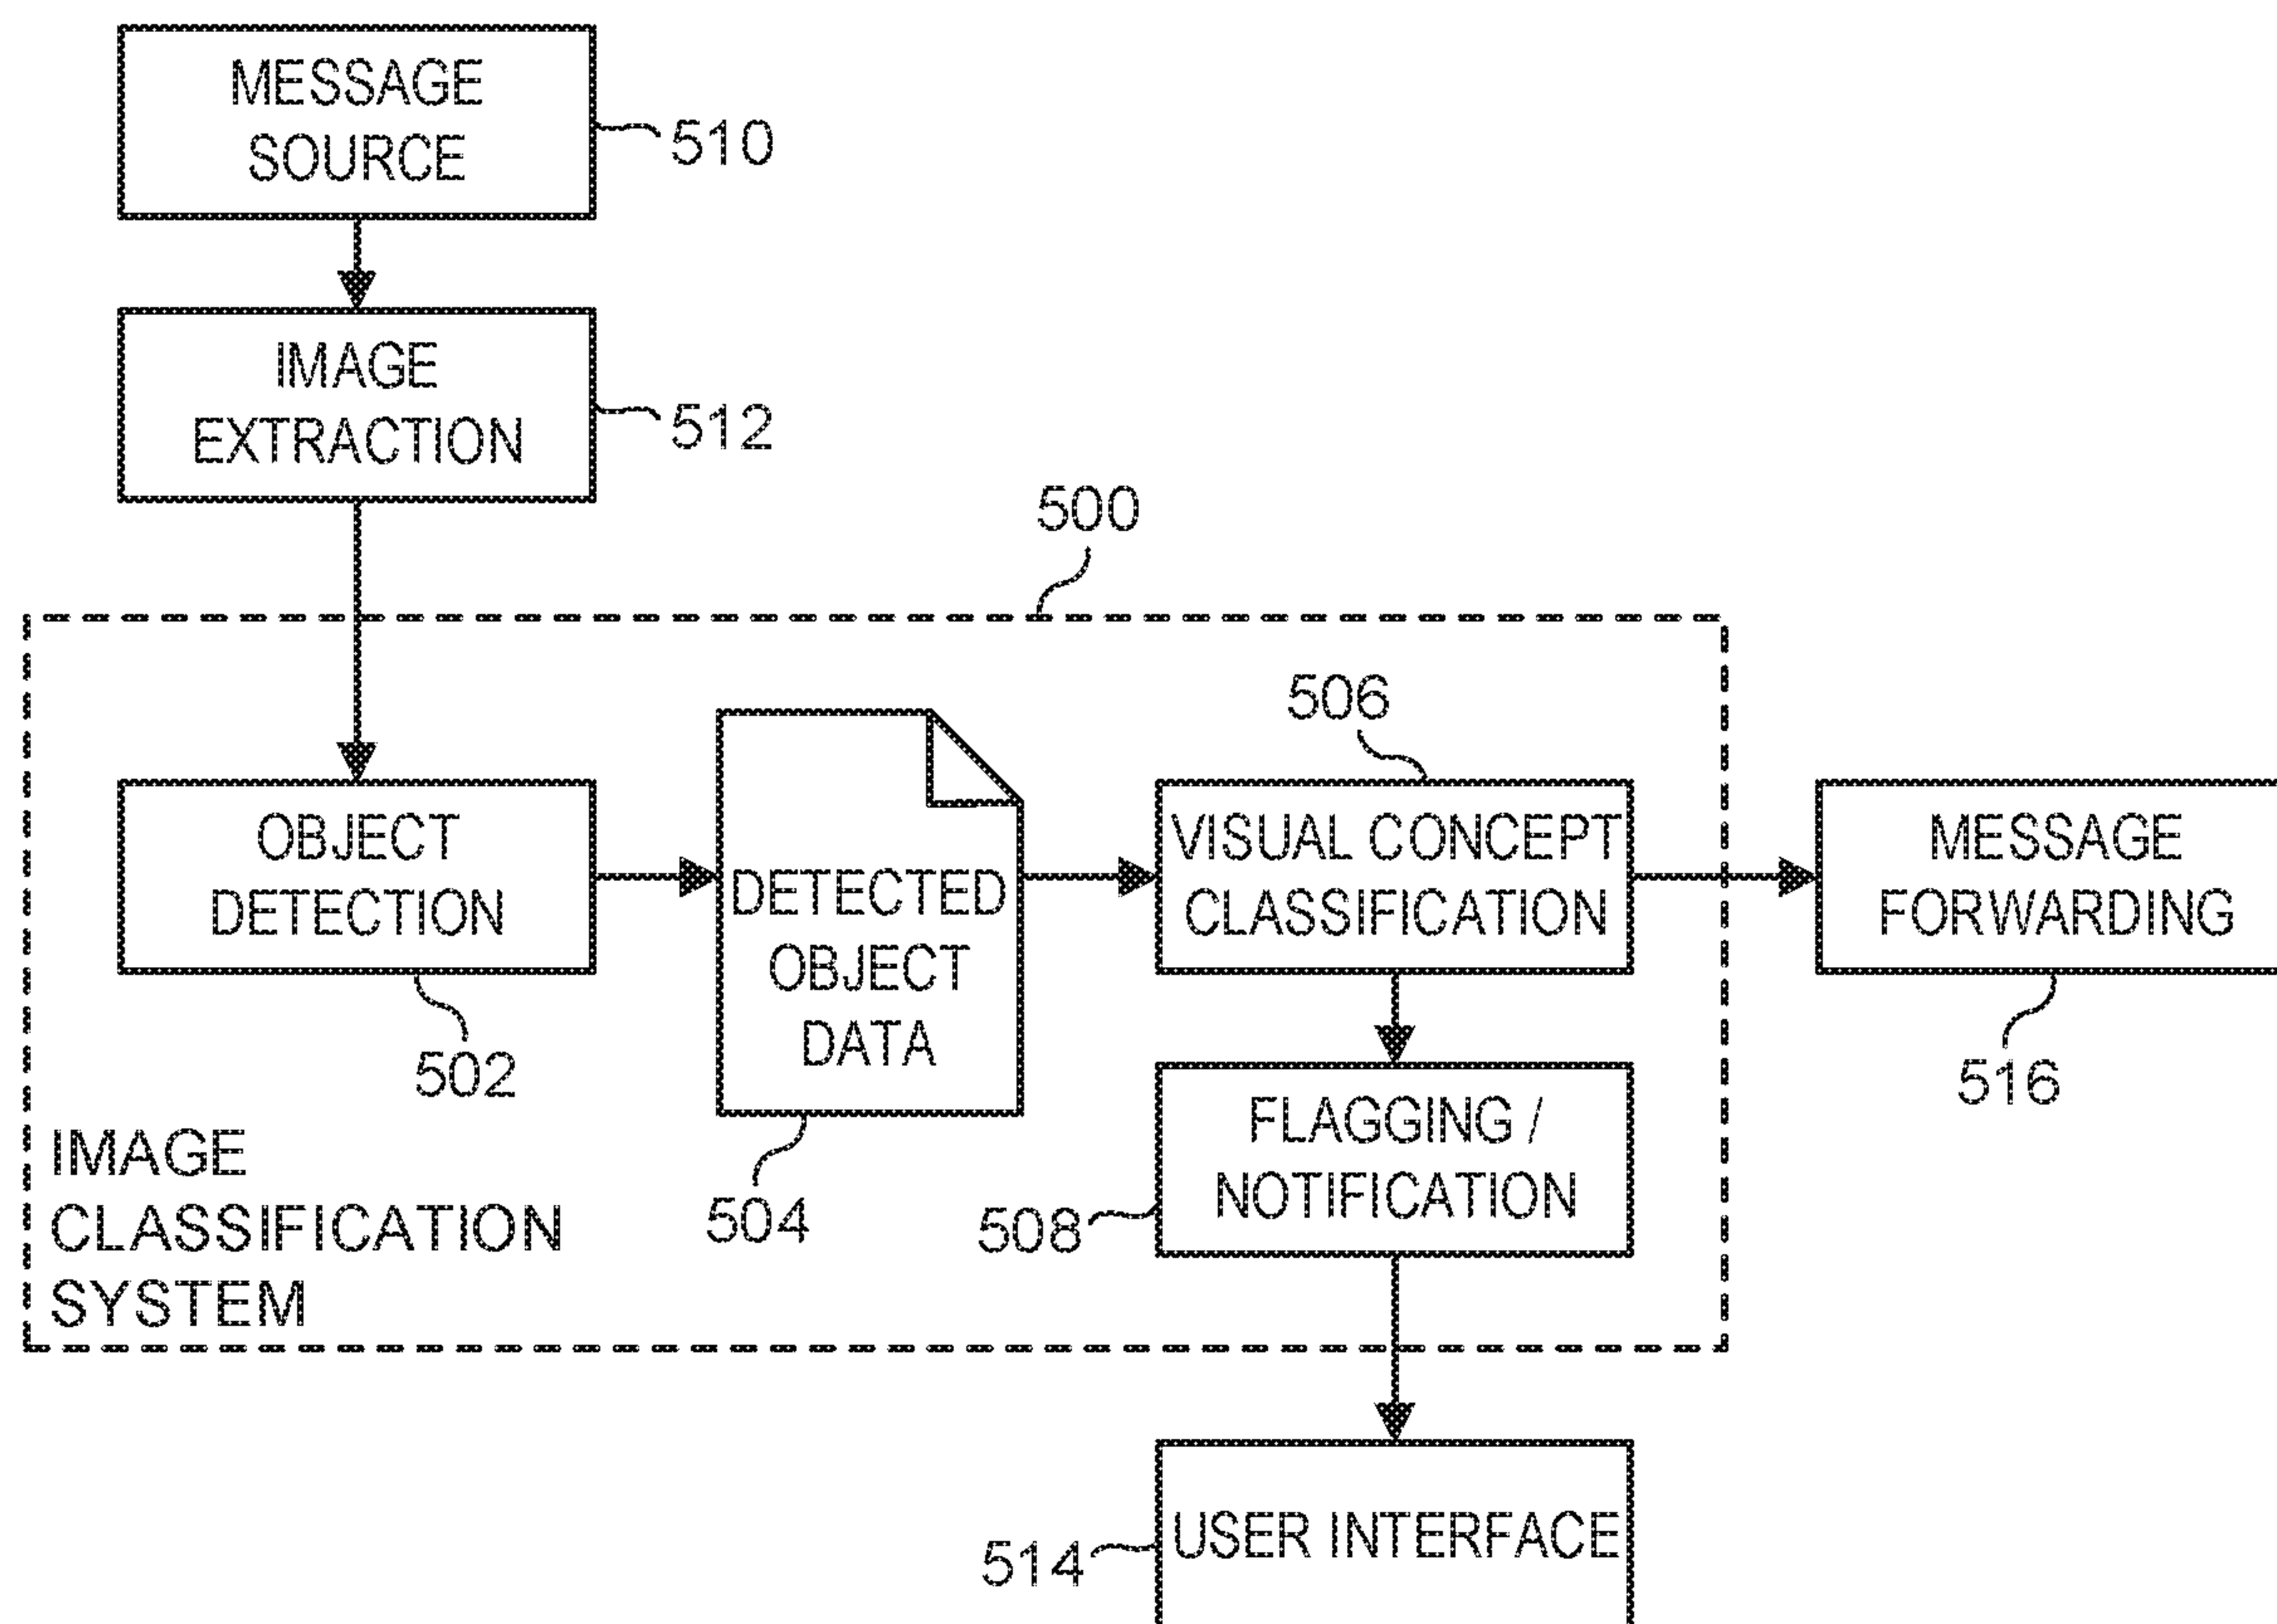 MESSAGE
SOURCE
510
IMAGE
EXTRACTION
512
500
506
OBJECT
DETECTION
502
DETECTED
OBJECT
DATA
504
VISUAL CONCEPT
CLASSIFICATION
MESSAGE
FORWARDING
516
FLAGGING /
NOTIFICATION
508
IMAGE
CLASSIFICATION
SYSTEM
USER INTERFACE
514